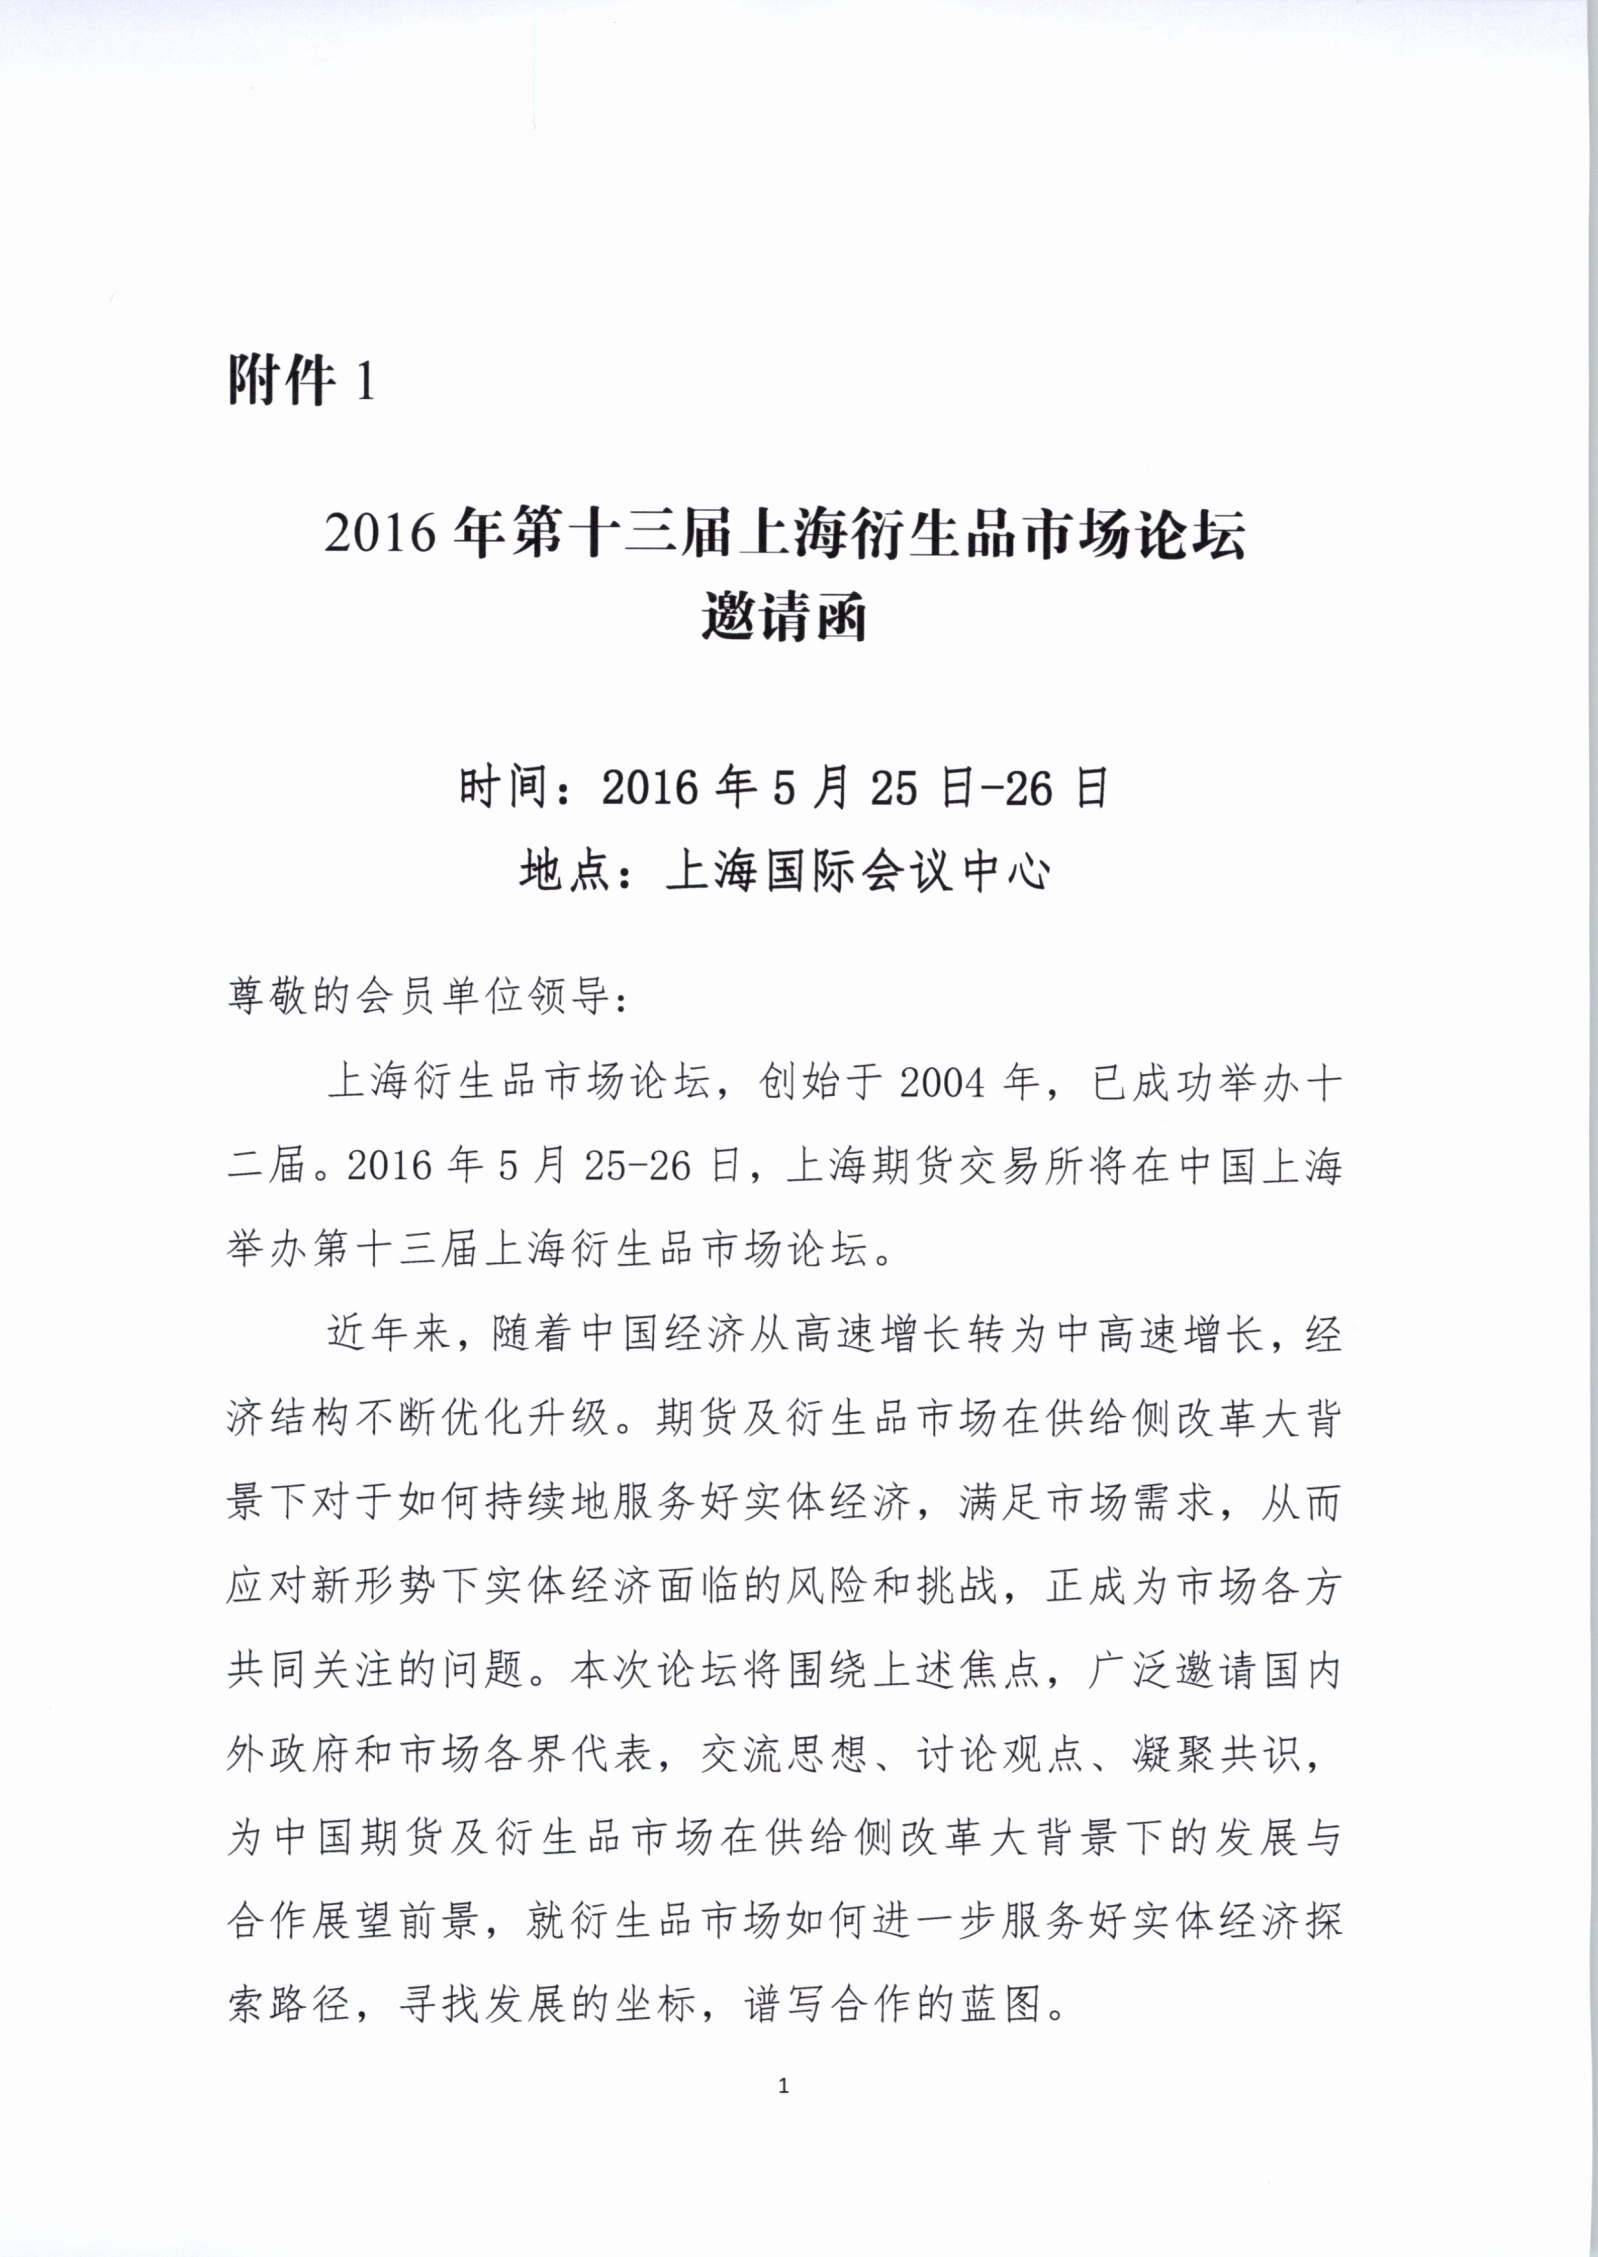 附件 1
2016 年第十三届上海衍生品市场论坛
邀请函
时间：2016 年 5 月 25 日-26 日
地点：上海国际会议中心
尊敬的会员单位领导：
上海衍生品市场论坛，创始于 2004 年，已成功举办十
二届。2016 年 5 月 25-26 日，上海期货交易所将在中国上海
举办第十三届上海衍生品市场论坛。
近年来，随着中国经济从高速增长转为中高速增长，经
济结构不断优化升级。期货及衍生品市场在供给侧改革大背
景下对于如何持续地服务好实体经济，满足市场需求，从而
应对新形势下实体经济面临的风险和挑战，正成为市场各方
共同关注的问题。本次论坛将围绕上述焦点，广泛邀请国内
外政府和市场各界代表，交流思想、讨论观点、凝聚共识，
为中国期货及衍生品市场在供给侧改革大背景下的发展与
合作展望前景，就衍生品市场如何进一步服务好实体经济探
索路径，寻找发展的坐标，谱写合作的蓝图。
1